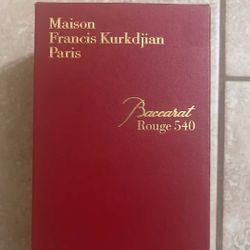 Maison
Francis Kurkdjian
Paris
Baccarat
Rouge 540